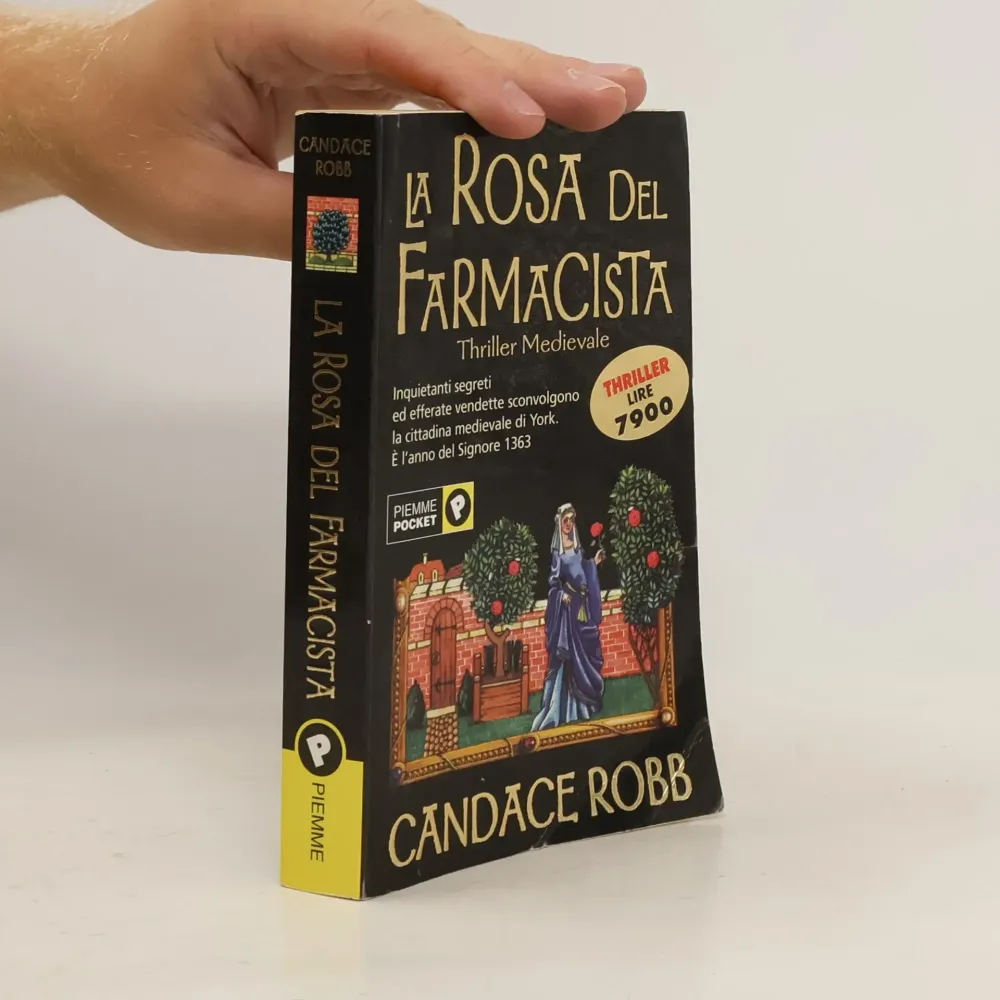 CANDACE
ROBB
LA ROSA DEL FARMACISTA
P
PIEMME
LA ROSA DEL
FARMACISTA
Thriller Medievale
Inquietanti segreti
ed efferate vendette sconvolgono
la cittadina medievale di York.
È l'anno del Signore 1363
THRILLER
LIRE
7900
PIEMME
POCKET
P
CANDACE ROBB